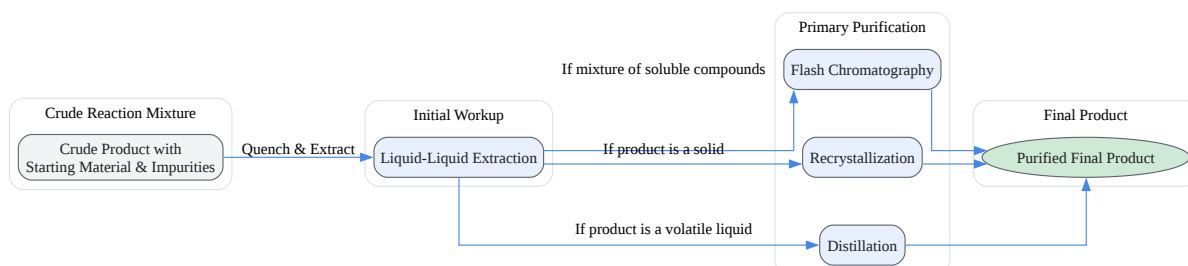 Crude Reaction Mixture
Crude Product with
Starting Material & Impurities
Quench & Extract
Initial Workup
Liquid-Liquid Extraction
If mixture of soluble compounds
If product is a solid
If product is a volatile liquid
Primary Purification
Flash Chromatography
Recrystallization
Distillation
Final Product
Purified Final Product